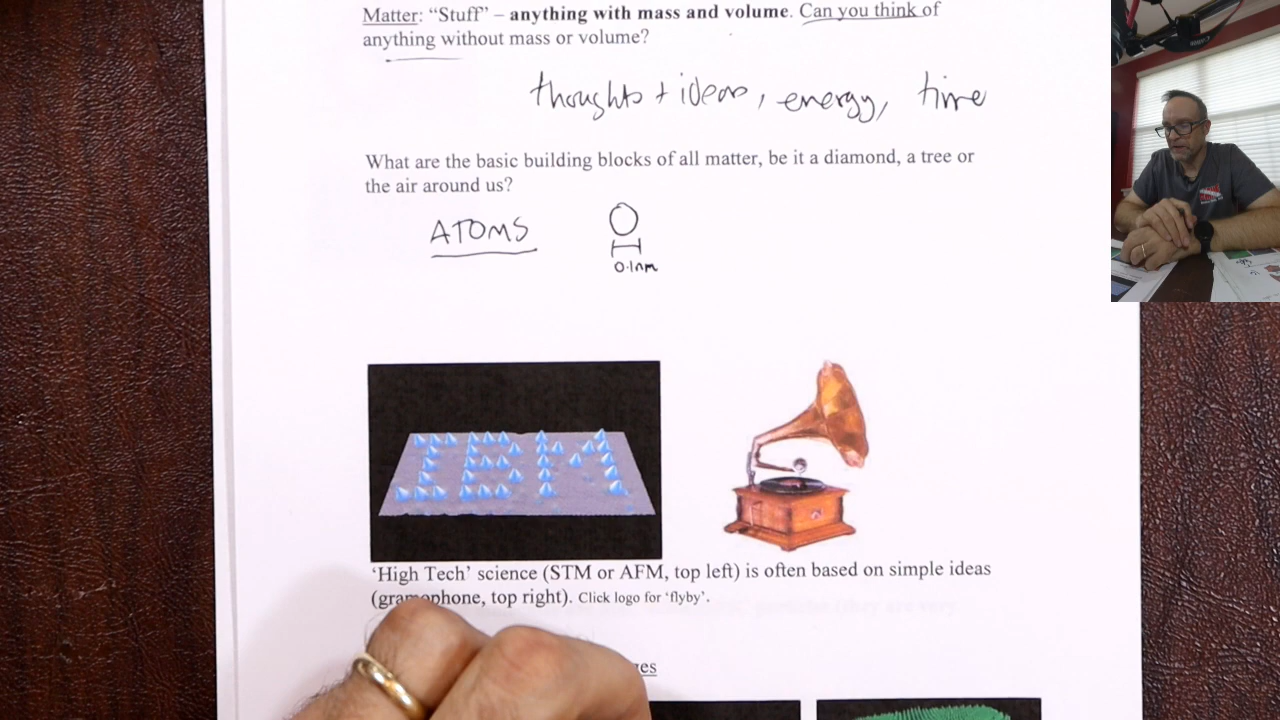 Matter: “Stuff” – anything with mass and volume. Can you think of
anything without mass or volume?
thoughts + ideas, energy, time
What are the basic building blocks of all matter, be it a diamond, a tree or
the air around us?
ATOMS
0.1nm
IBM
‘High Tech’ science (STM or AFM, top left) is often based on simple ideas
(gramophone, top right). Click logo for ‘flyby’.